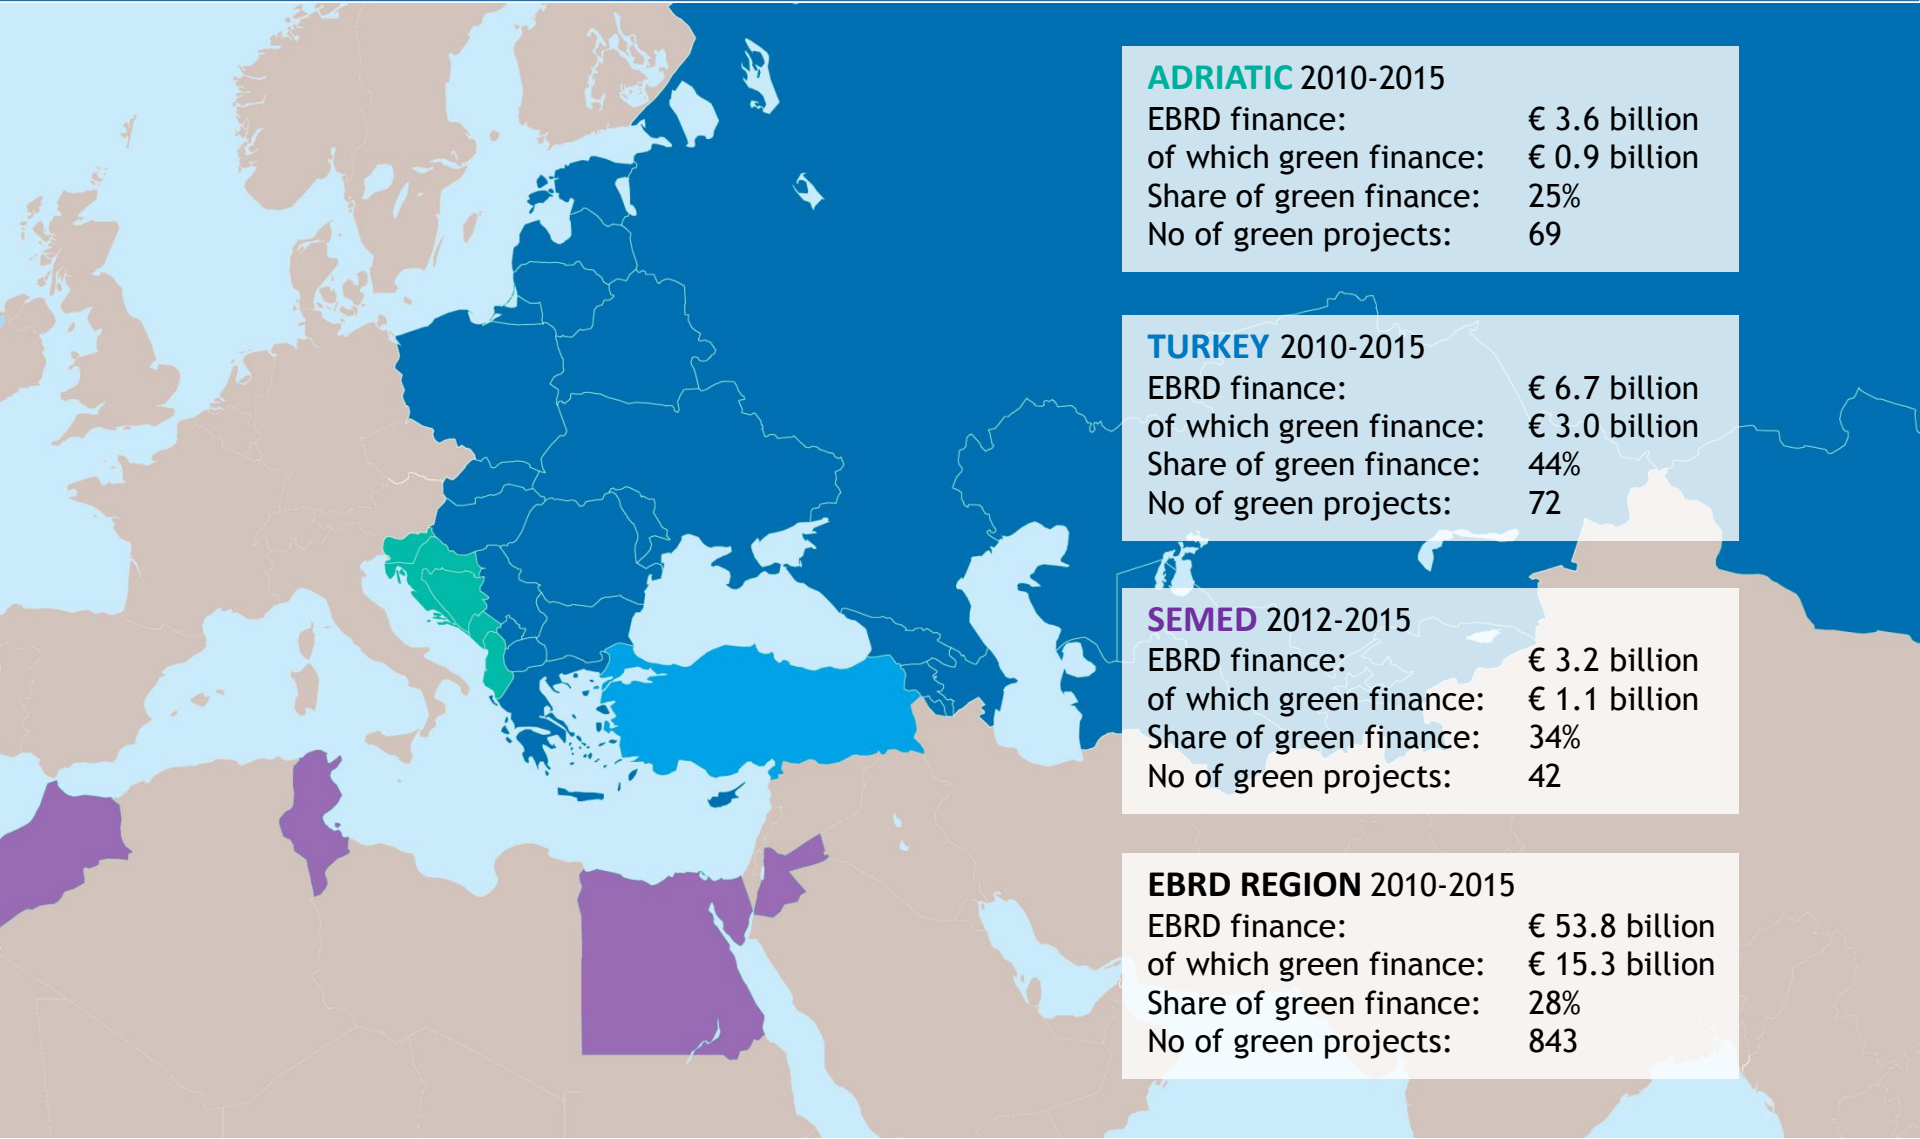 ADRIATIC 2010-2015
EBRD finance: € 3.6 billion
of which green finance: € 0.9 billion
Share of green finance: 25%
No of green projects: 69
TURKEY 2010-2015
EBRD finance: € 6.7 billion
of which green finance: € 3.0 billion
Share of green finance: 44%
No of green projects: 72
SEMED 2012-2015
EBRD finance: € 3.2 billion
of which green finance: € 1.1 billion
Share of green finance: 34%
No of green projects: 42
EBRD REGION 2010-2015
EBRD finance: € 53.8 billion
of which green finance: € 15.3 billion
Share of green finance: 28%
No of green projects: 843